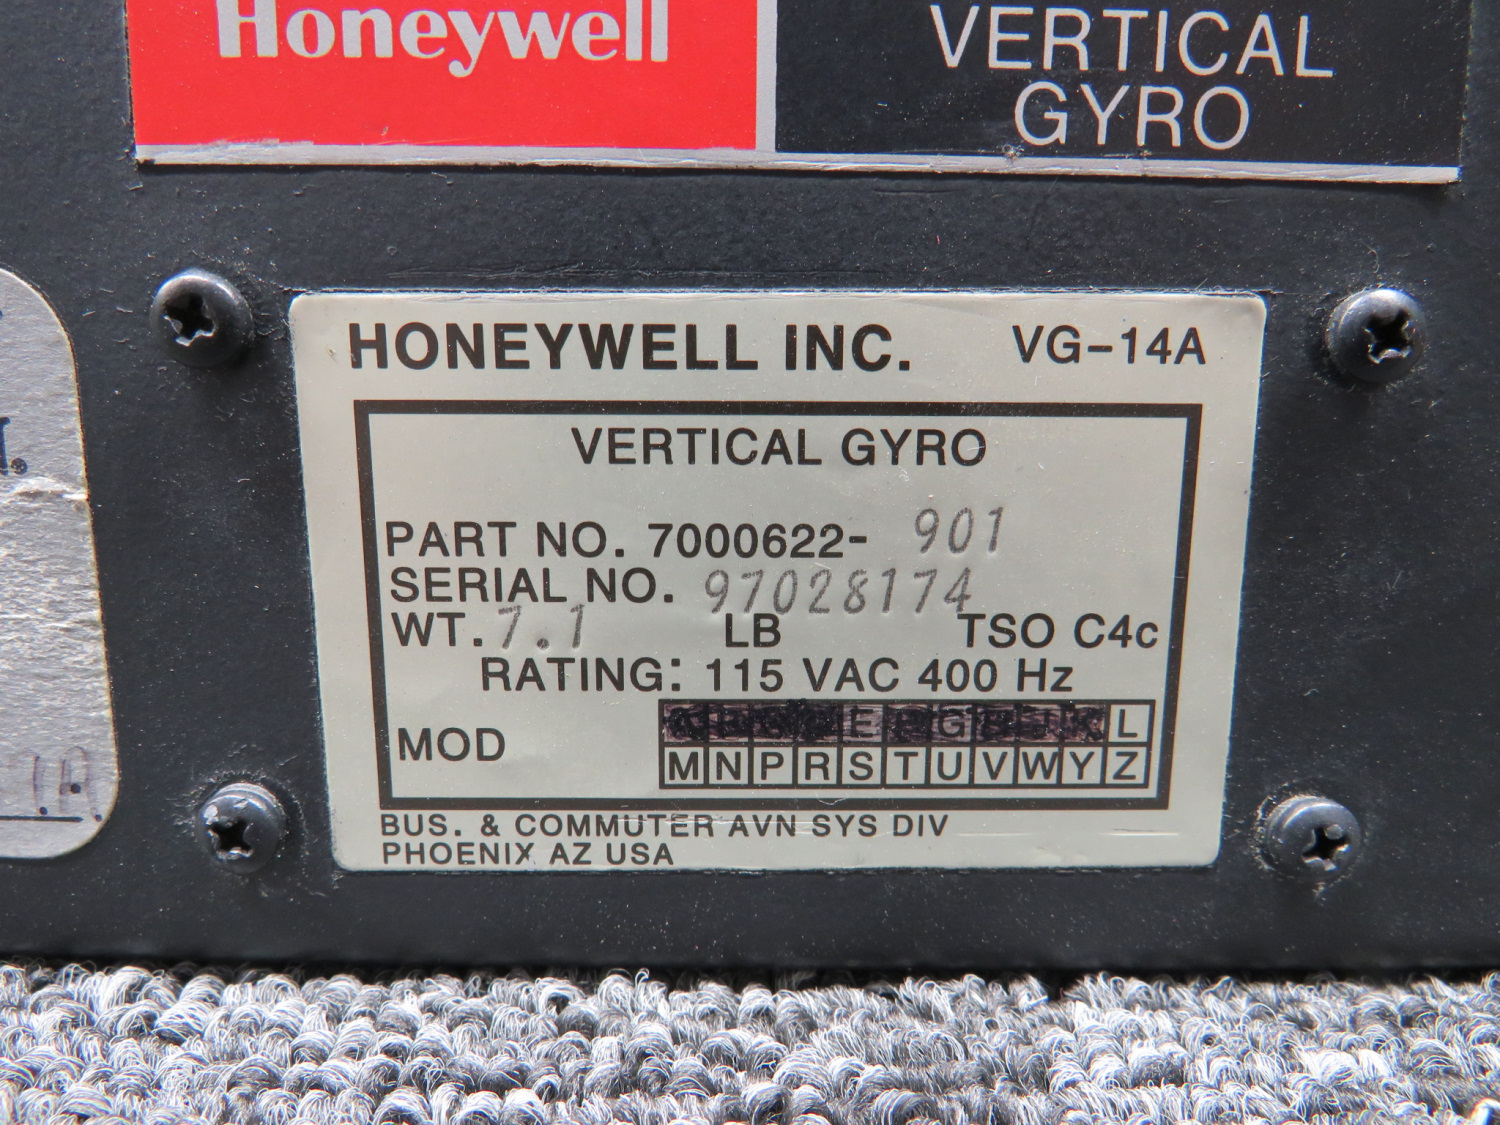 Honeywell
VERTICAL
GYRO
HONEYWELL INC. VG-14A
VERTICAL GYRO
PART NO. 7000622- 901
SERIAL NO. 97028174
WT. 7.1 LB TSO C4c
RATING: 115 VAC 400 Hz
MOD
E G L
M N P R S T U V W Y Z
BUS. & COMMUTER AVN SYS DIV
PHOENIX AZ USA